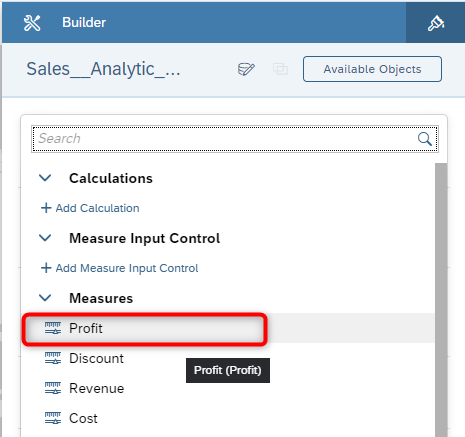 Builder
Sales__Analytic_...
Available Objects
Search
Calculations
+ Add Calculation
Measure Input Control
+ Add Measure Input Control
Measures
Profit
Discount
Profit (Profit)
Revenue
Cost